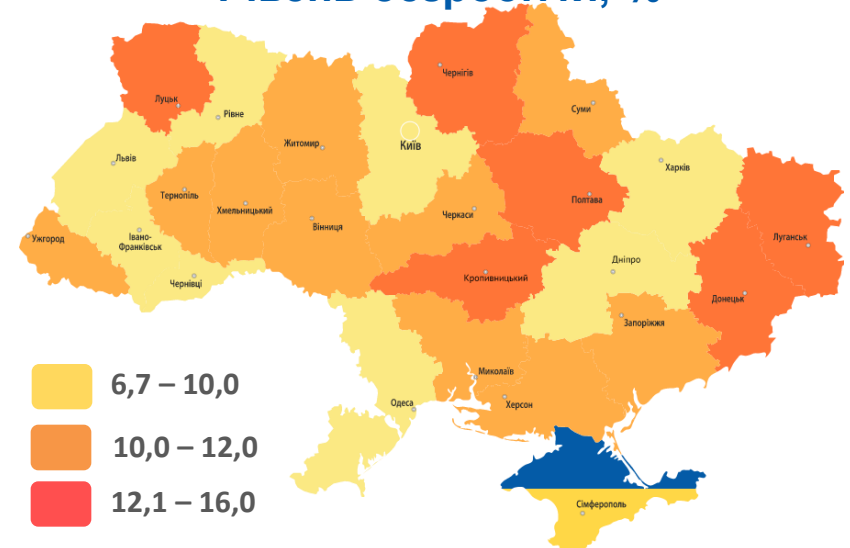 Луцьк
Рівне
Житомир
Київ
Чернігів
Суми
Львів
Тернопіль
Хмельницький
Вінниця
Черкаси
Полтава
Харків
Ужгород
Івано-
Франківськ
Чернівці
Кропивницький
Дніпро
Луганськ
Донецьк
Запоріжжя
Миколаїв
Одеса
Херсон
Сімферополь
6,7 – 10,0
10,0 – 12,0
12,1 – 16,0